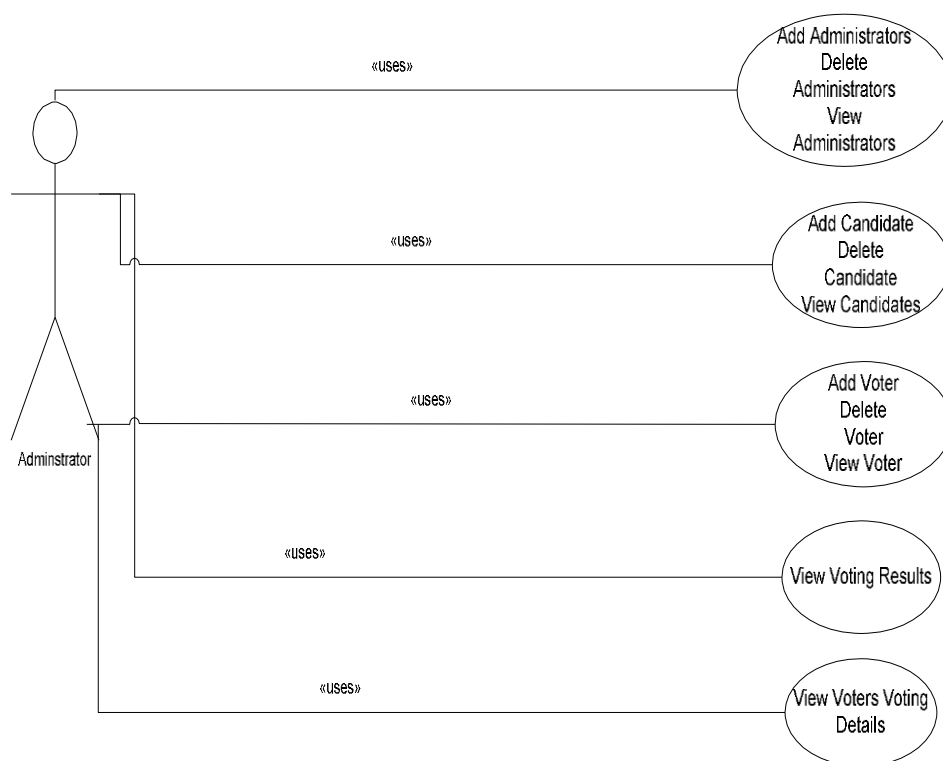 «uses»
Add Administrators
Delete
Administrators
View
Administrators
«uses»
Add Candidate
Delete
Candidate
View Candidates
«uses»
Add Voter
Delete
Voter
View Voter
Adminstrator
«uses»
View Voting Results
«uses»
View Voters Voting
Details